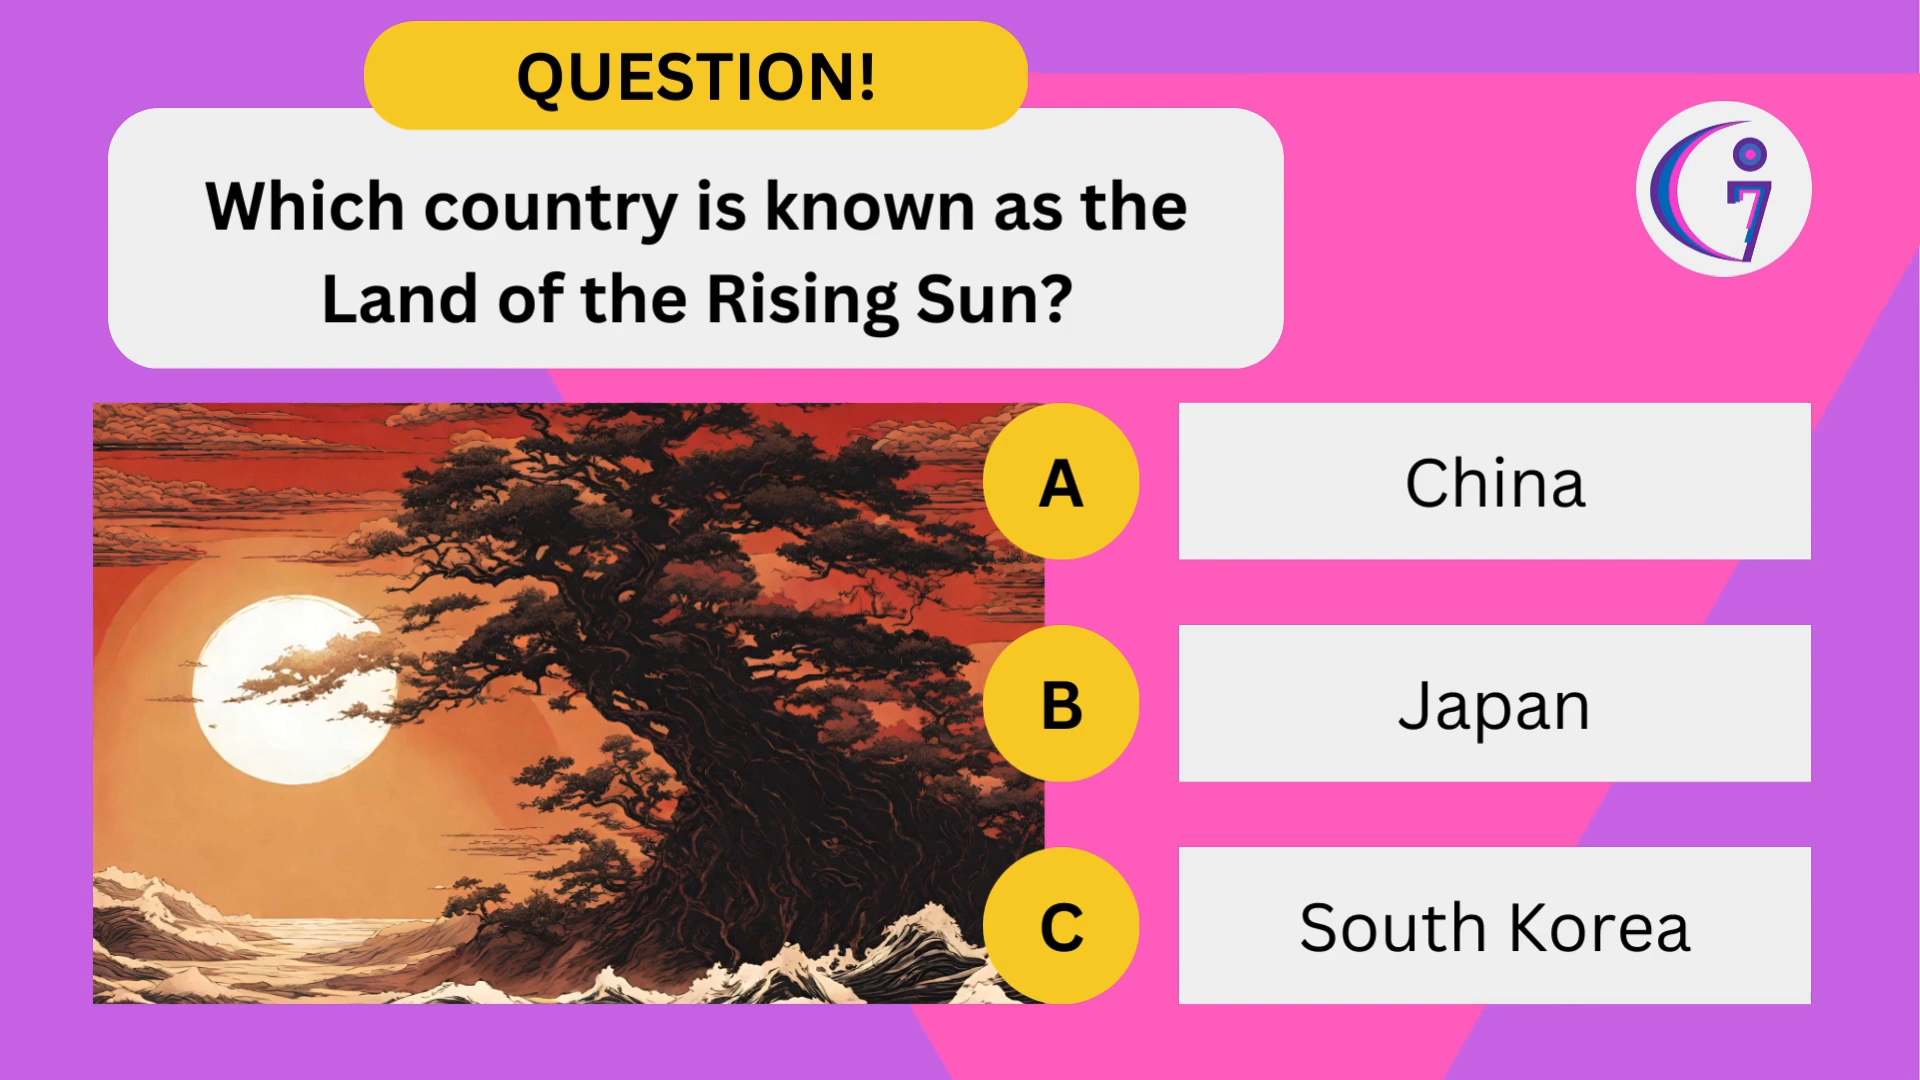 QUESTION!
Which country is known as the
Land of the Rising Sun?
A
China
B
Japan
C
South Korea